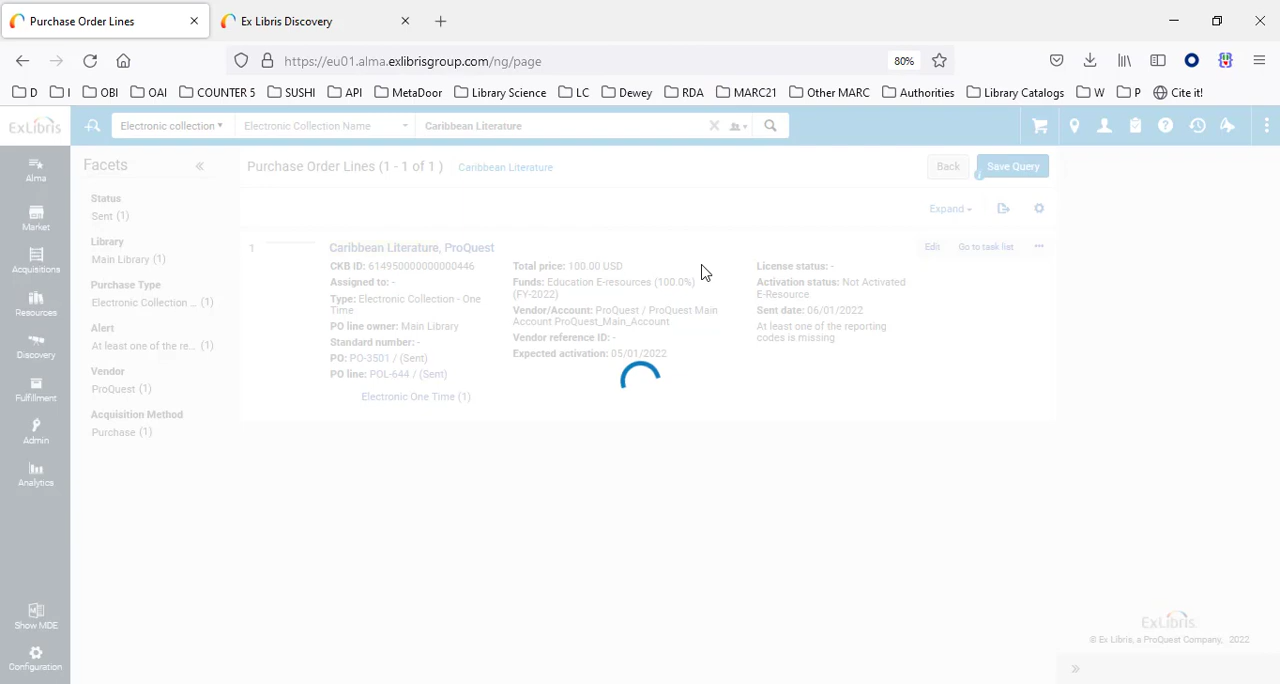 Purchase Order Lines
Ex Libris Discovery
https://eu01.alma.exlibrisgroup.com/ng/page
80%
D I OBI OAI COUNTER 5 SUSHI API MetaDoor Library Science LC Dewey RDA MARC21 Other MARC Authorities Library Catalogs W P Cite it!
ExLibris
Electronic collection
Electronic Collection Name
Caribbean Literature
Alma
Market
Acquisitions
Resources
Discovery
Fulfillment
Admin
Analytics
Show MDE
Configuration
Facets «
Status
Sent (1)
Library
Main Library (1)
Purchase Type
Electronic Collection ... (1)
Alert
At least one of the re... (1)
Vendor
ProQuest (1)
Acquisition Method
Purchase (1)
Purchase Order Lines (1 - 1 of 1 ) Caribbean Literature
Back
Save Query
Expand
1
Caribbean Literature, ProQuest
Edit Go to task list ···
CKB ID: 614950000000000446
Assigned to: -
Type: Electronic Collection - One
Time
PO line owner: Main Library
Standard number: -
PO: PO-3501 / (Sent)
PO line: POL-644 / (Sent)
Electronic One Time (1)
Total price: 100.00 USD
Funds: Education E-resources (100.0%)
(FY-2022)
Vendor/Account: ProQuest / ProQuest Main
Account ProQuest_Main_Account
Vendor reference ID: -
Expected activation: 05/01/2022
License status: -
Activation status: Not Activated
E-Resource
Sent date: 06/01/2022
At least one of the reporting
codes is missing
ExLibris
© Ex Libris, a ProQuest Company, 2022
»